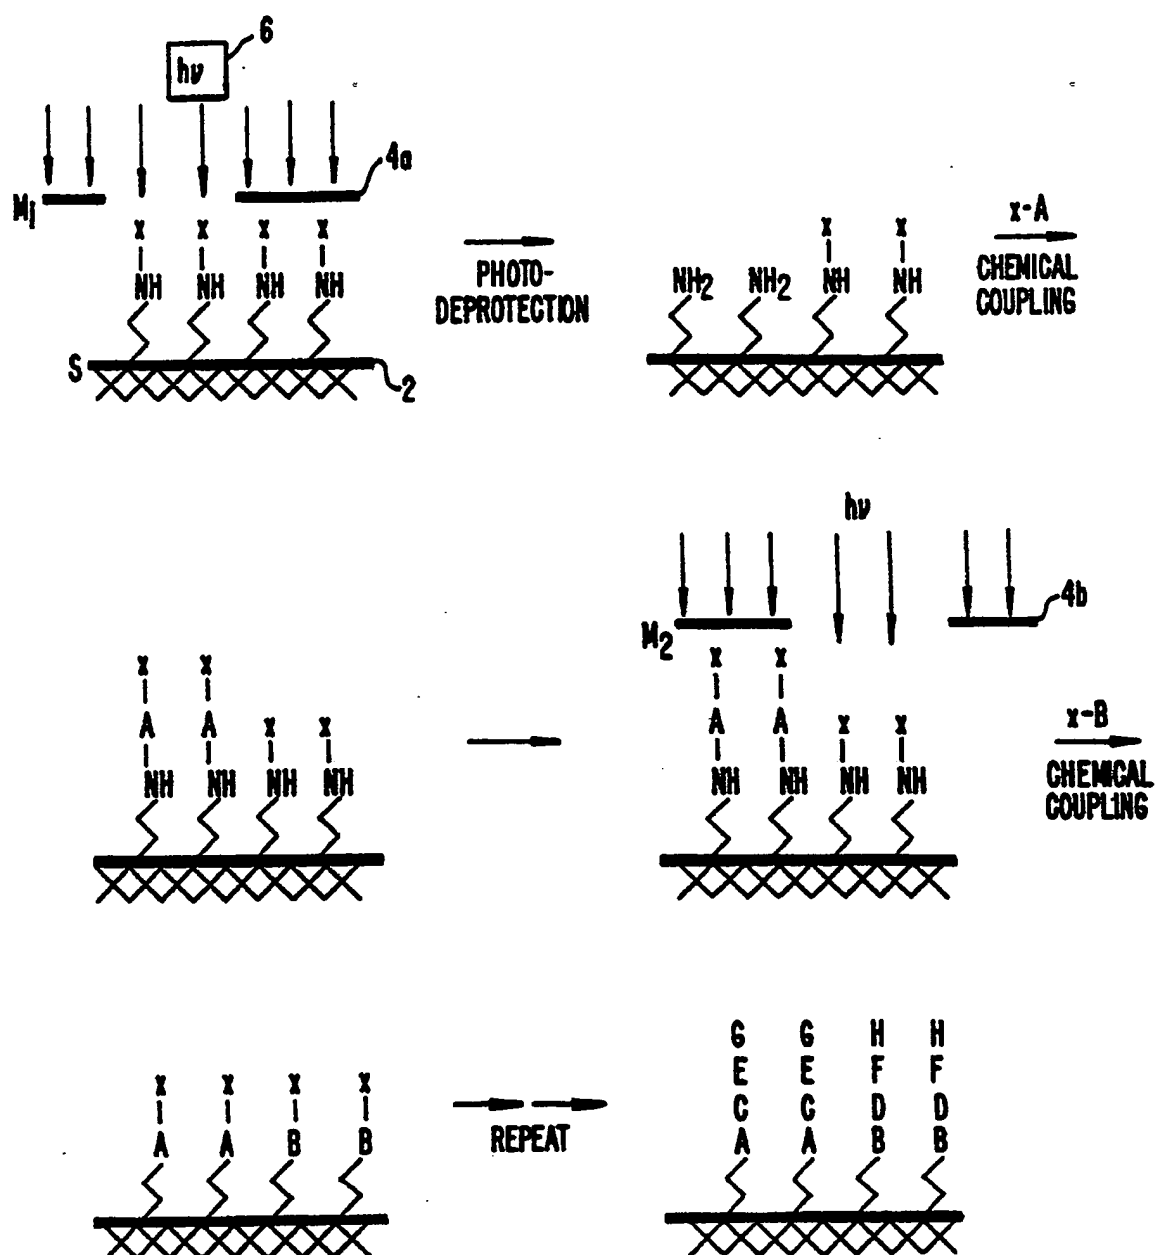 6
hν
4a
M1
x x x x
NH NH NH NH
S
2
PHOTO-
DEPROTECTION
x x
NH2 NH2 NH NH
x-A
CHEMICAL
COUPLING
x x
A A x x
NH NH NH NH
hν
4b
M2
x x
A A x x
NH NH NH NH
x-B
CHEMICAL
COUPLING
x x x x
A A B B
REPEAT
G G H H
E E F F
C C D D
A A B B